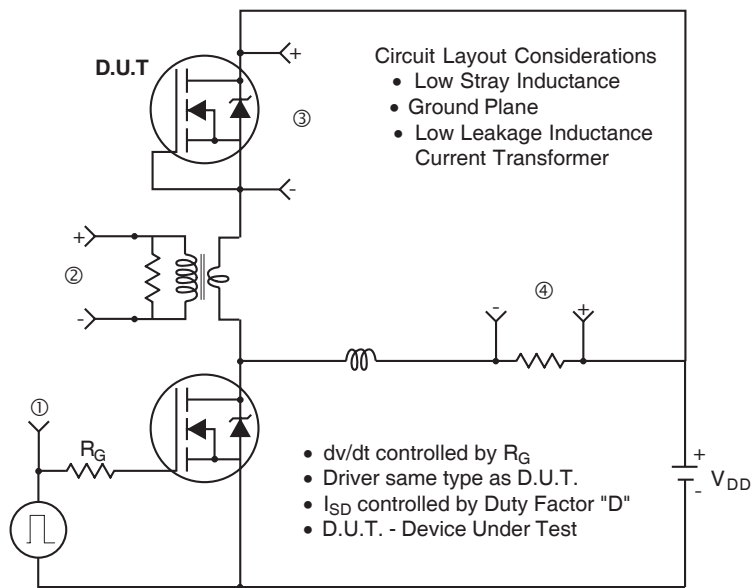 D.U.T
+
③
-
Circuit Layout Considerations
• Low Stray Inductance
• Ground Plane
• Low Leakage Inductance
Current Transformer
+
②
-
④
- +
①
R_G
• dv/dt controlled by R_G
• Driver same type as D.U.T.
• I_SD controlled by Duty Factor "D"
• D.U.T. - Device Under Test
+
V_DD
-